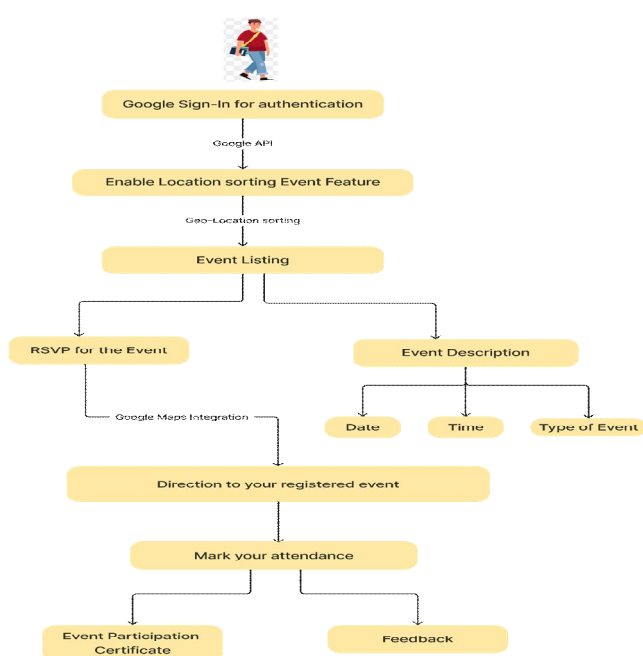 Google Sign-In for authentication
Google API
Enable Location sorting Event Feature
Geo-Location sorting
Event Listing
RSVP for the Event
Event Description
Google Maps Integration
Date
Time
Type of Event
Direction to your registered event
Mark your attendance
Event Participation
Certificate
Feedback